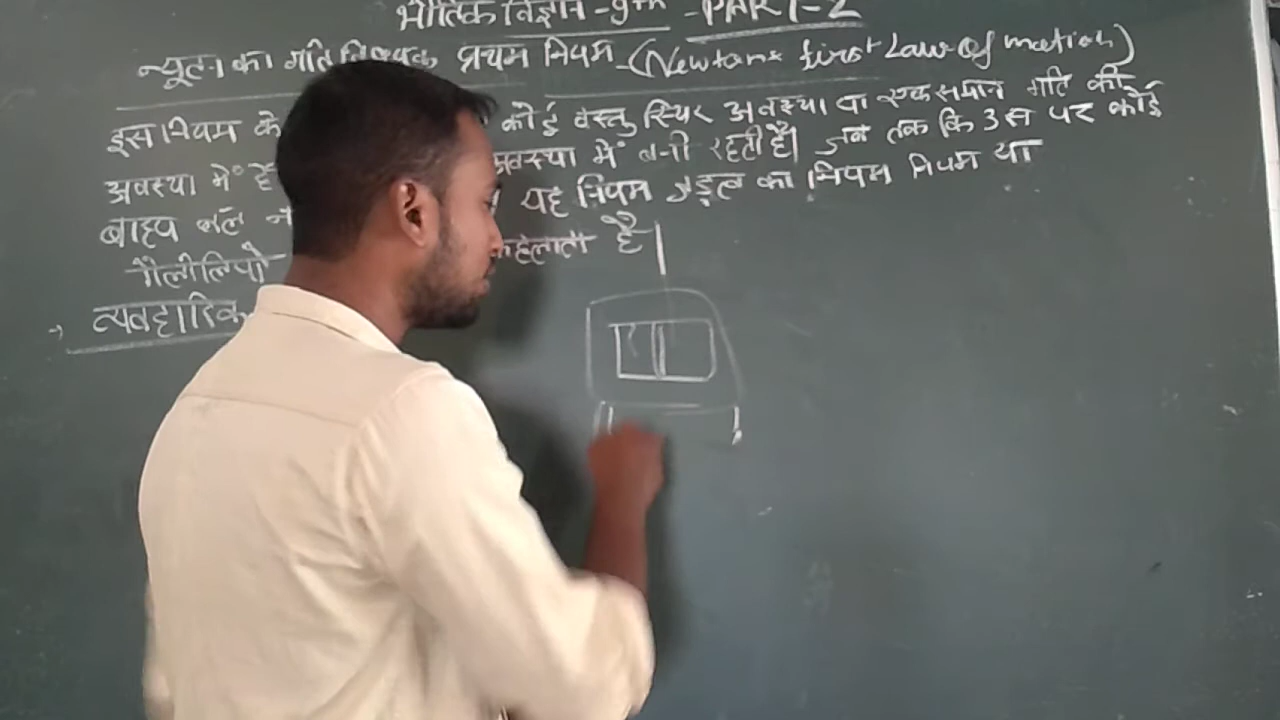 भौतिक विज्ञान - 9th - PART-2
न्यूटन का गति विषयक प्रथम नियम - (Newtons first Law of motion)
इस नियम के कोई वस्तु स्थिर अवस्था या एक समान गति की
अवस्था में है अवस्था में बनी रहती है। जब तक कि उस पर कोई
बाह्य बल न यह नियम जड़त्व का नियम नियम या
गैलीलियो कहलाता है
→ व्यवहारिक